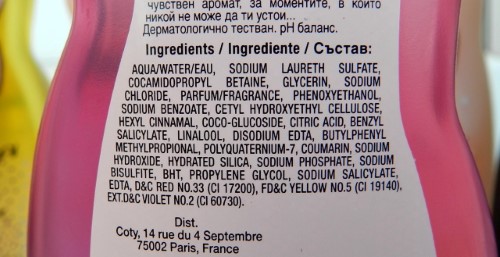 чувствен аромат, за моментите, в които
никой не може да ти устои...
Дерматологично тестван. pH баланс.
Ingredients / Ingrediente / Състав:
AQUA/WATER/EAU, SODIUM LAURETH SULFATE,
COCAMIDOPROPYL BETAINE, GLYCERIN, SODIUM
CHLORIDE, PARFUM/FRAGRANCE, PHENOXYETHANOL,
SODIUM BENZOATE, CETYL HYDROXYETHYL CELLULOSE,
HEXYL CINNAMAL, COCO-GLUCOSIDE, CITRIC ACID, BENZYL
SALICYLATE, LINALOOL, DISODIUM EDTA, BUTYLPHENYL
METHYLPROPIONAL, POLYQUATERNIUM-7, COUMARIN, SODIUM
HYDROXIDE, HYDRATED SILICA, SODIUM PHOSPHATE, SODIUM
BISULFITE, BHT, PROPYLENE GLYCOL, SODIUM SALICYLATE,
EDTA, D&C RED NO.33 (CI 17200), FD&C YELLOW NO.5 (CI 19140),
EXT.D&C VIOLET NO.2 (CI 60730).
Dist.
Coty, 14 rue du 4 Septembre
75002 Paris, France